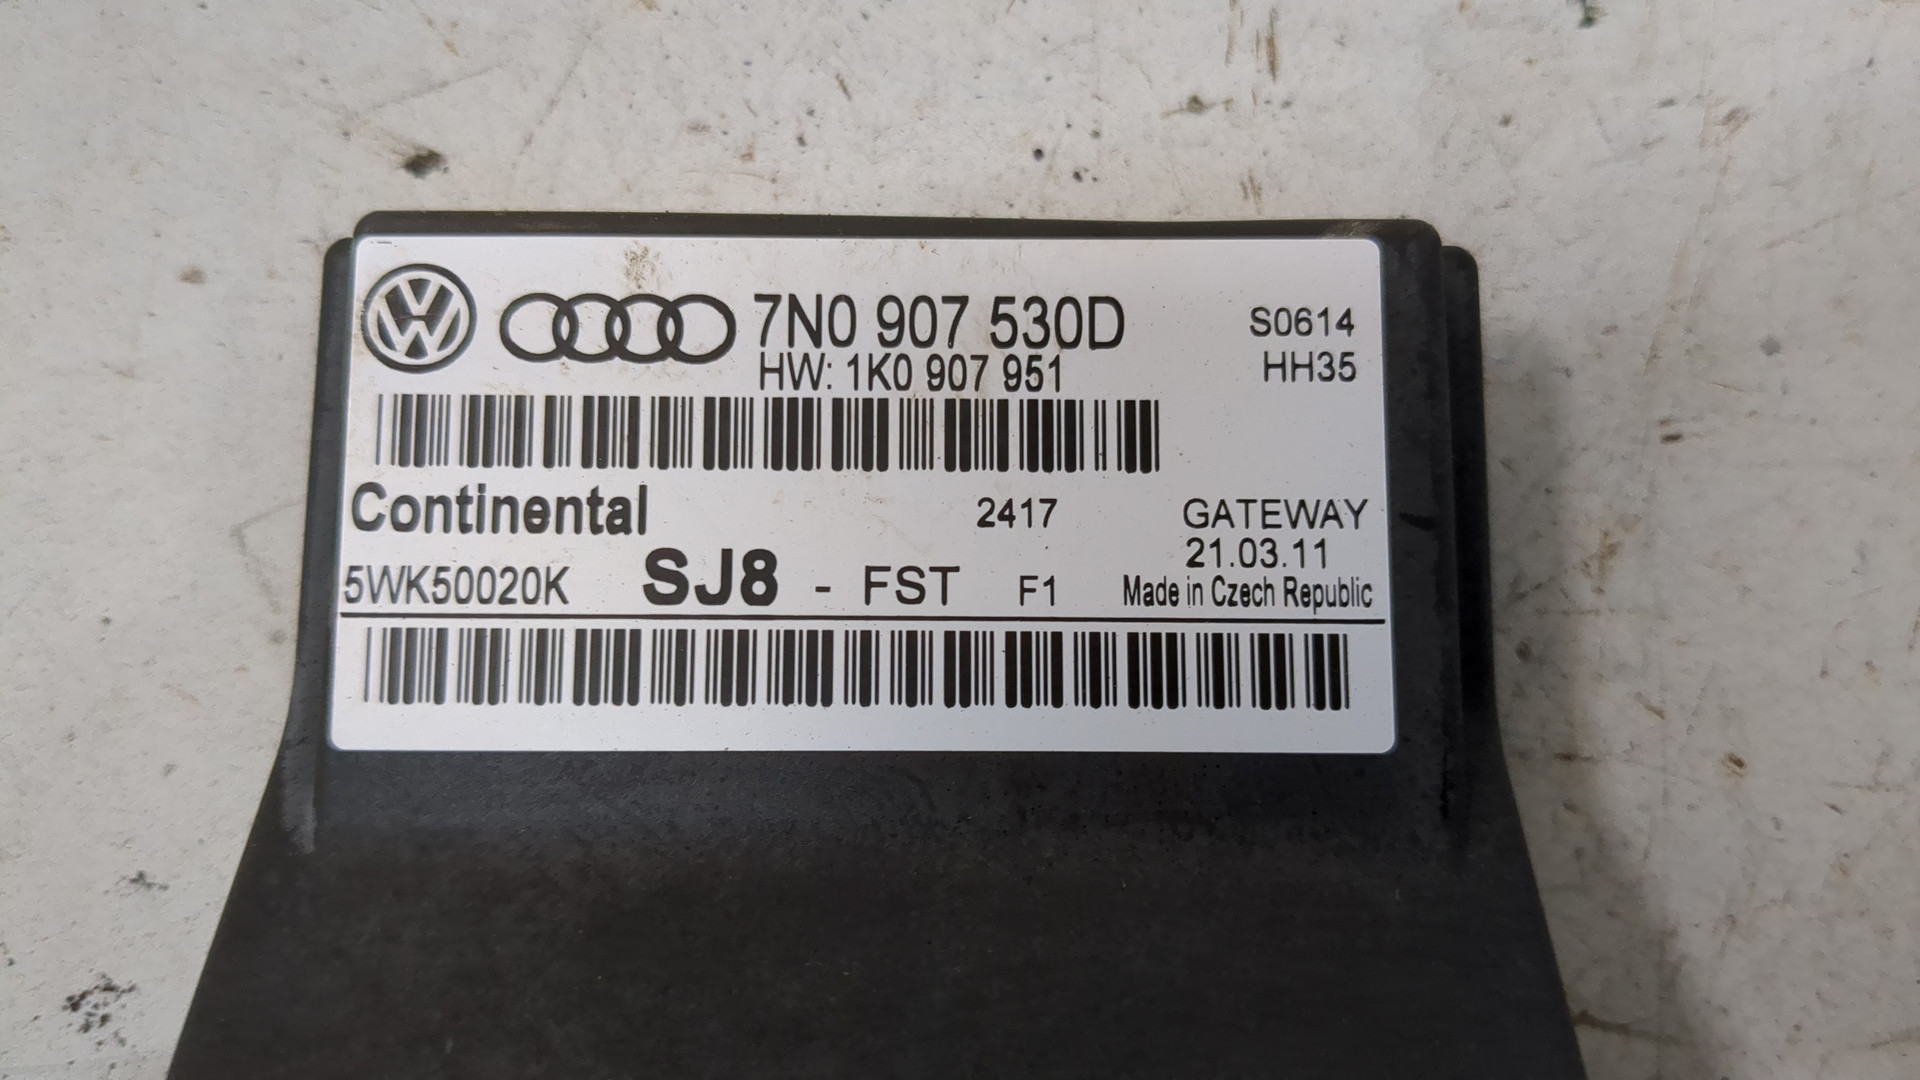 7N0 907 530D
S0614
HW: 1K0 907 951
HH35
Continental
2417
GATEWAY
21.03.11
5WK50020K SJ8 - FST F1
Made in Czech Republic